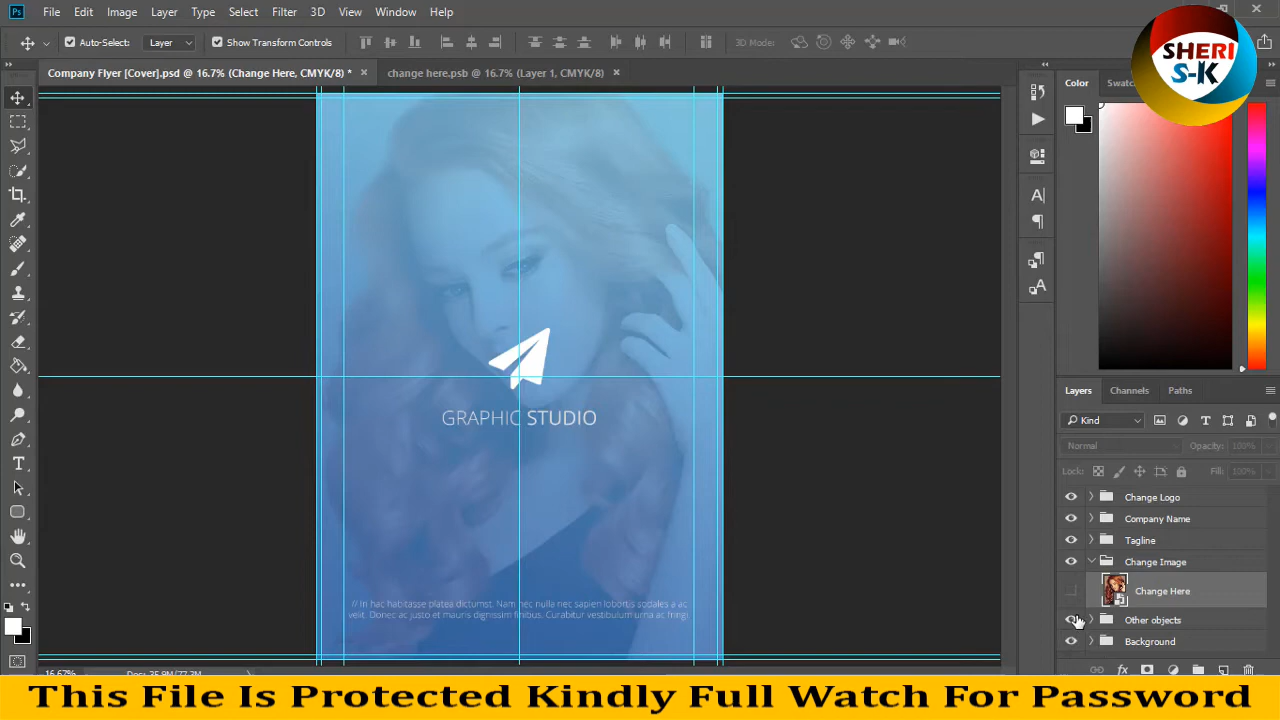 Ps File Edit Image Layer Type Select Filter 3D View Window Help
Auto-Select: Layer Show Transform Controls 3D Mode:
Company Flyer [Cover].psd @ 16.7% (Change Here, CMYK/8) * × change here.psb @ 16.7% (Layer 1, CMYK/8) ×
SHERI
S-K
Color Swatc
GRAPHIC STUDIO
// In hac habitasse platea dictumst. Nam nec nulla nec sapien lobortis sodales a ac
velit. Donec ac justo et mauris dignissim finibus. Curabitur vestibulum ac fringi
Layers Channels Paths
Kind
Normal Opacity: 100%
Lock: Fill: 100%
Change Logo
Company Name
Tagline
Change Image
Change Here
Other objects
Background
16.67% Doc: 35.9M/77.3M
This File Is Protected Kindly Full Watch For Password